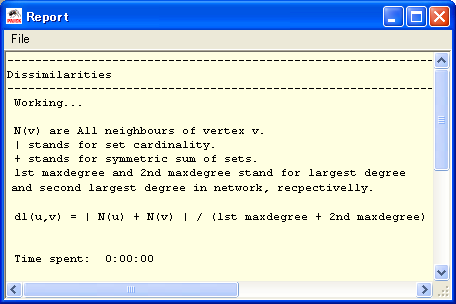 Report
File
--------------------------------------------------------------------------------
Dissimilarities
--------------------------------------------------------------------------------
Working...
N(v) are All neighbours of vertex v.
| stands for set cardinality.
+ stands for symmetric sum of sets.
1st maxdegree and 2nd maxdegree stand for largest degree
and second largest degree in network, recpectivelly.
d1(u,v) = | N(u) + N(v) | / (1st maxdegree + 2nd maxdegree)
Time spent:  0:00:00